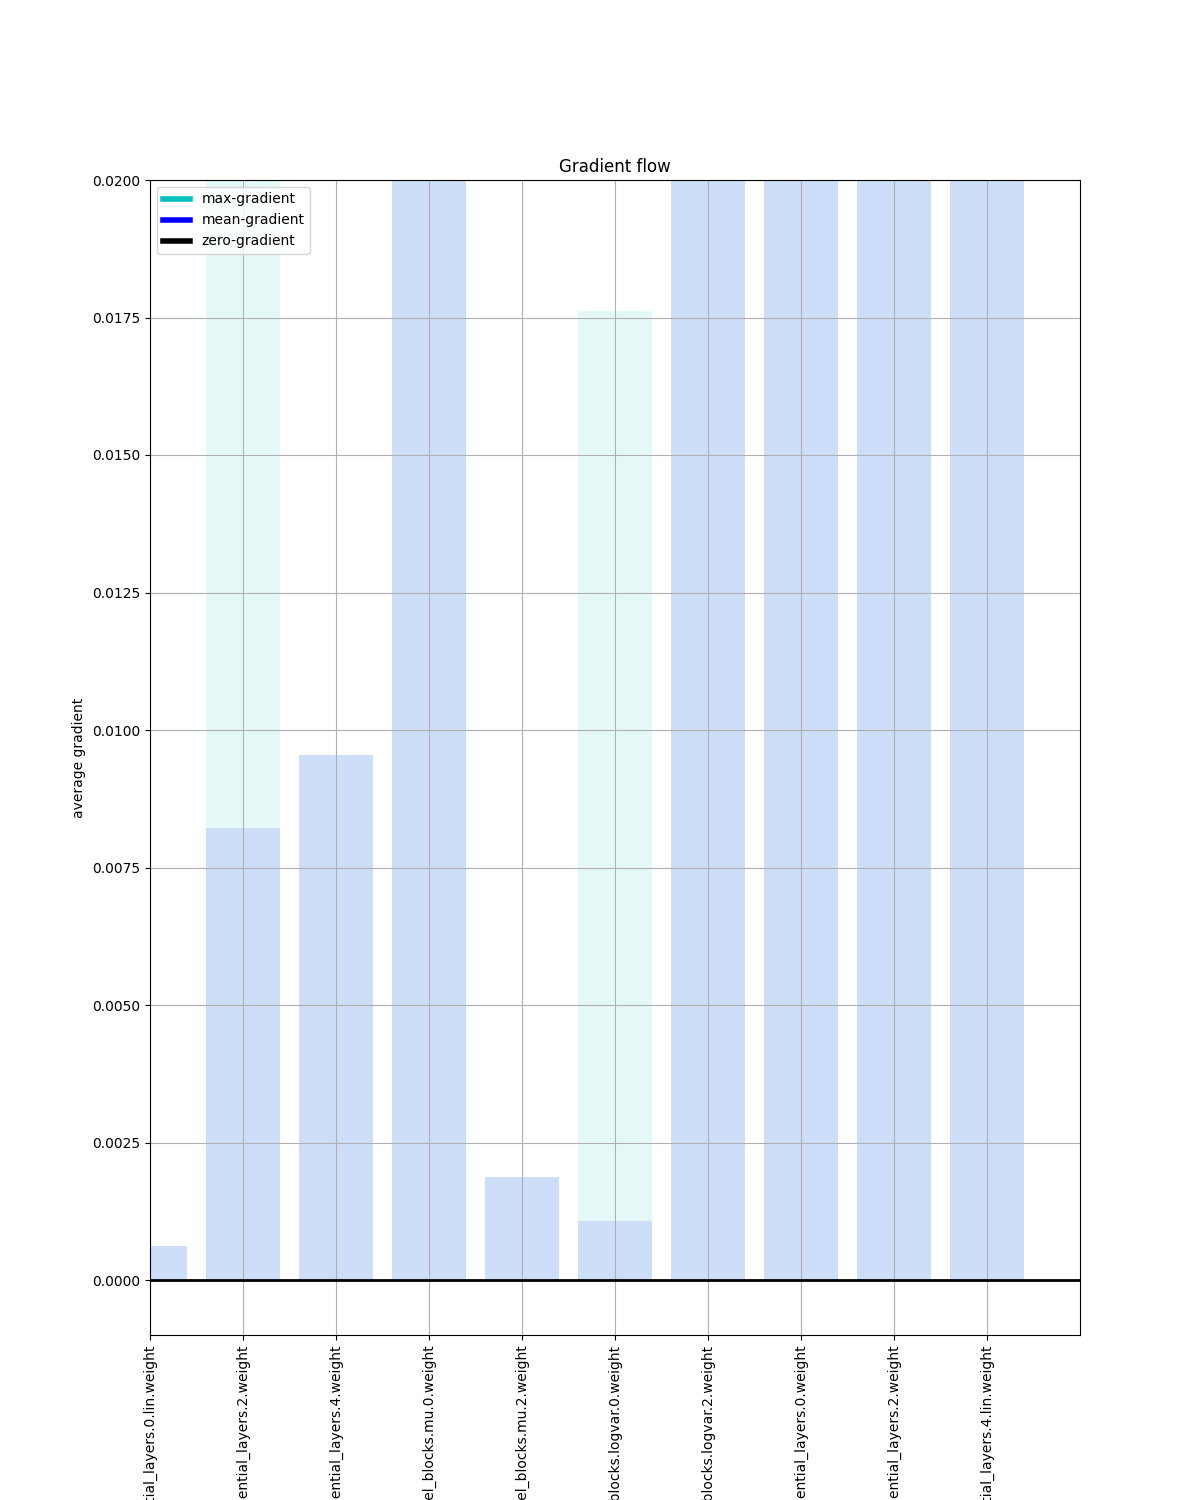 Gradient flow
max-gradient
mean-gradient
zero-gradient
0.0200
0.0175
0.0150
0.0125
0.0100
0.0075
0.0050
0.0025
0.0000
average gradient
tial_layers.0.lin.weight
ential_layers.2.weight
ential_layers.4.weight
el_blocks.mu.0.weight
el_blocks.mu.2.weight
blocks.logvar.0.weight
blocks.logvar.2.weight
ential_layers.0.weight
ential_layers.2.weight
tial_layers.4.lin.weight